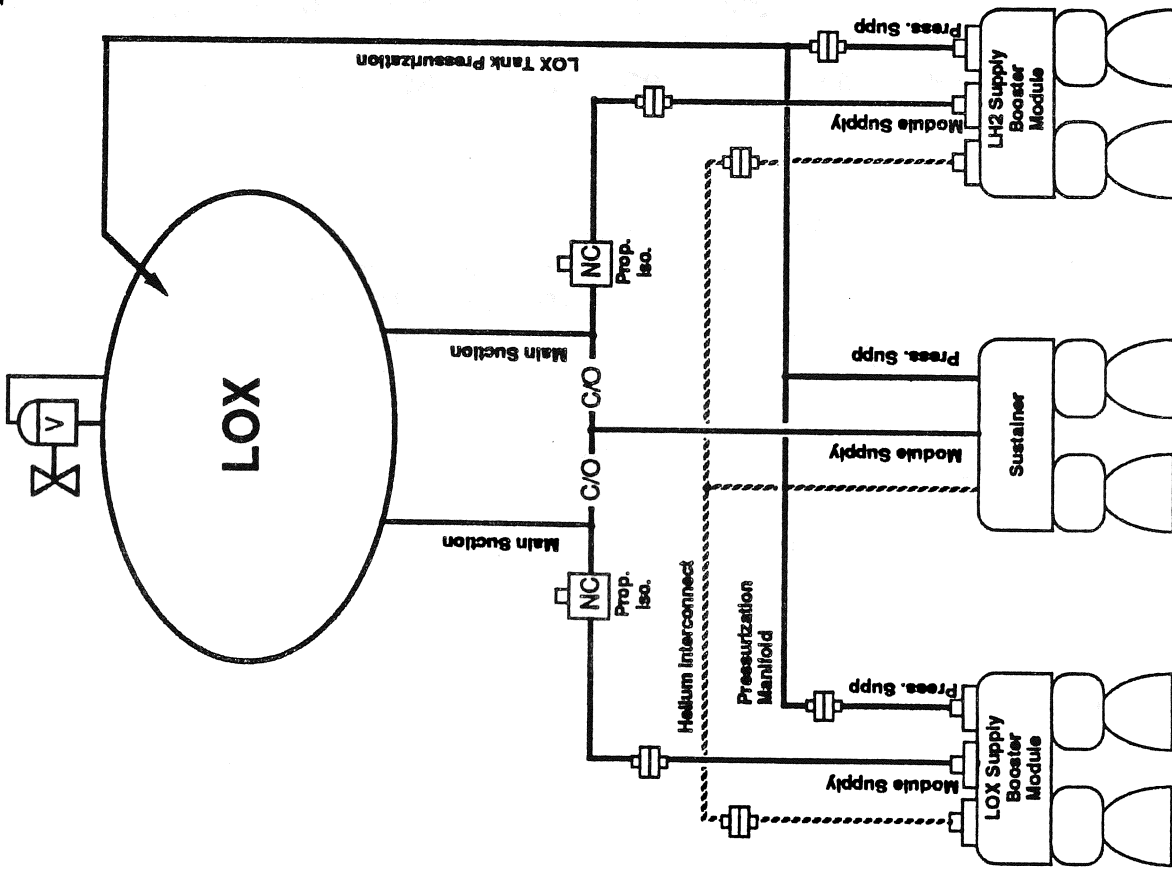 LOX Tank Pressurization
Press. Supp
LH2 Supply
Booster
Module
Module Supply
V
LOX
NC
Prop.
Iso.
Main Suction
C/O
C/O
Main Suction
Press. Supp
Module Supply
Sustainer
NC
Prop.
Iso.
Helium Interconnect
Pressurization
Manifold
Press. Supp
Module Supply
LOX Supply
Booster
Module